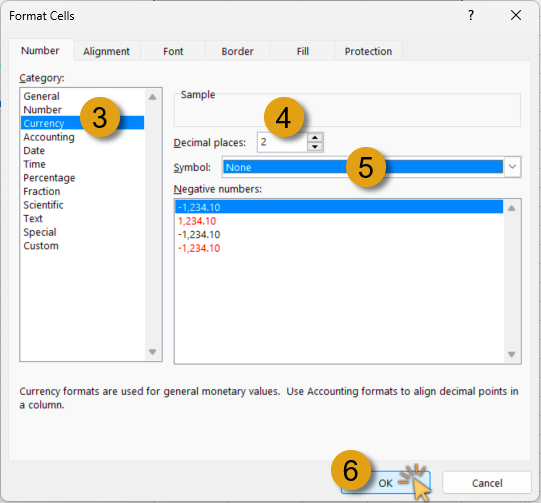 Format Cells
?
Number Alignment Font Border Fill Protection
Category:
General
Number
Currency
Accounting
Date
Time
Percentage
Fraction
Scientific
Text
Special
Custom
3
Sample
4
Decimal places: 2
Symbol: None
5
Negative numbers:
-1,234.10
1,234.10
-1,234.10
-1,234.10
Currency formats are used for general monetary values. Use Accounting formats to align decimal points in
a column.
6
OK Cancel